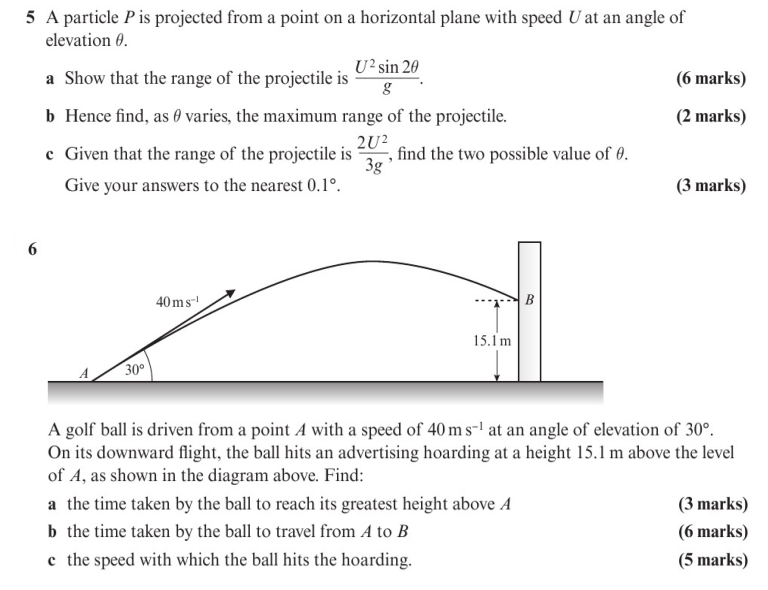 5 A particle P is projected from a point on a horizontal plane with speed U at an angle of
elevation θ.
a Show that the range of the projectile is U² sin 2θ / g. (6 marks)
b Hence find, as θ varies, the maximum range of the projectile. (2 marks)
c Given that the range of the projectile is 2U² / 3g, find the two possible value of θ.
Give your answers to the nearest 0.1°. (3 marks)
6
40 m s⁻¹
B
15.1 m
A
30°
A golf ball is driven from a point A with a speed of 40 m s⁻¹ at an angle of elevation of 30°.
On its downward flight, the ball hits an advertising hoarding at a height 15.1 m above the level
of A, as shown in the diagram above. Find:
a the time taken by the ball to reach its greatest height above A (3 marks)
b the time taken by the ball to travel from A to B (6 marks)
c the speed with which the ball hits the hoarding. (5 marks)